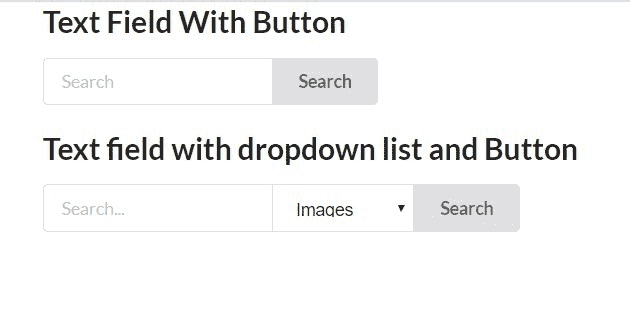 Text Field With Button
Search Search
Text field with dropdown list and Button
Search... Images Search